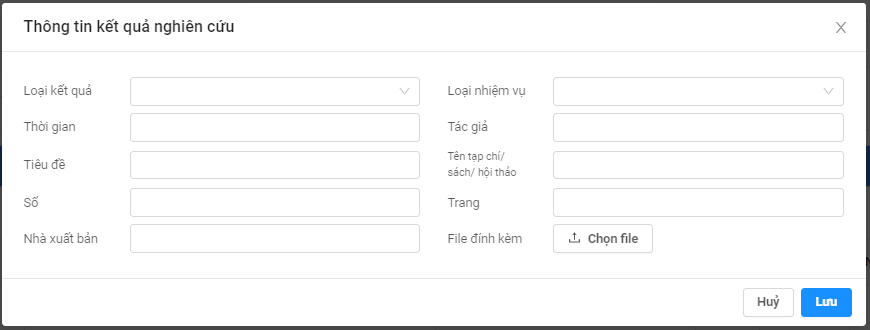 Thông tin kết quả nghiên cứu
Loại kết quả
Loại nhiệm vụ
Thời gian
Tác giả
Tiêu đề
Tên tạp chí/
sách/ hội thảo
Số
Trang
Nhà xuất bản
File đính kèm
Chọn file
Huỷ
Lưu